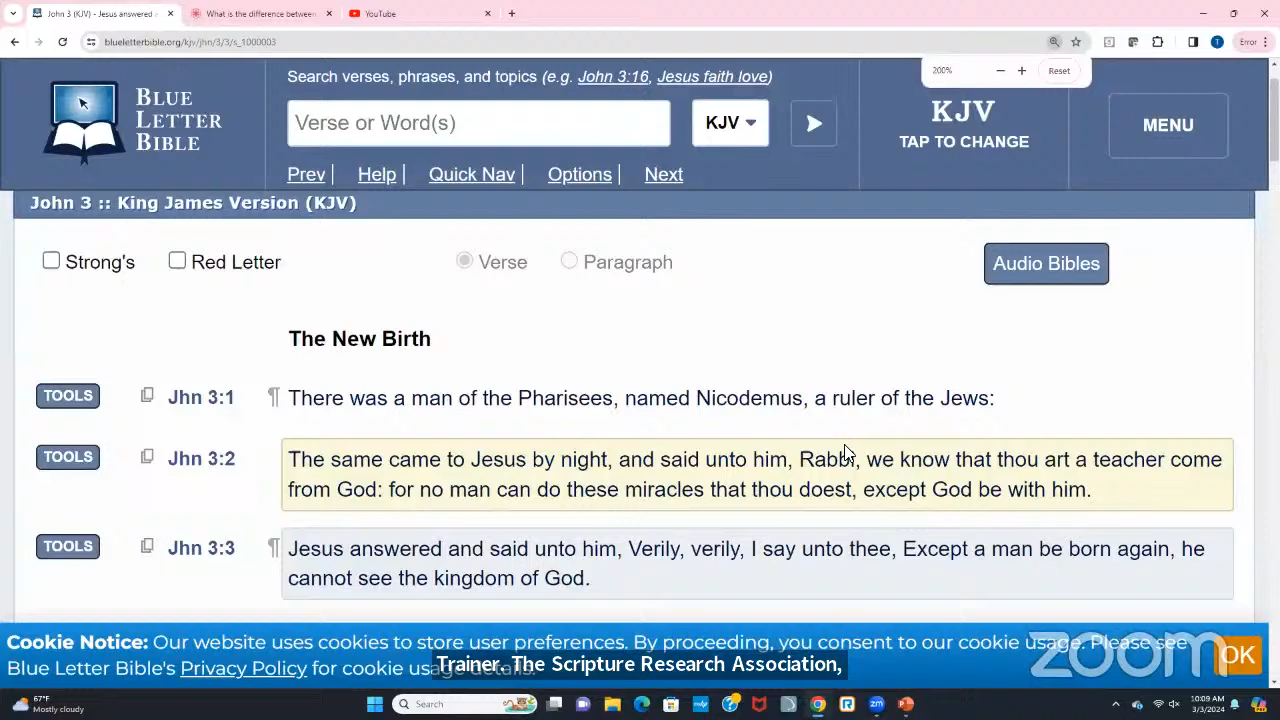 John 3 (KJV) - Jesus answered
What is the difference between
YouTube
blueletterbible.org/kjv/jhn/3/3/s_1000003
Error
200%
Reset
BLUE
LETTER
BIBLE
Search verses, phrases, and topics (e.g. John 3:16, Jesus faith love)
Verse or Word(s)
KJV
Prev | Help | Quick Nav | Options | Next
KJV
TAP TO CHANGE
MENU
John 3 :: King James Version (KJV)
Strong's
Red Letter
Verse
Paragraph
Audio Bibles
The New Birth
TOOLS Jhn 3:1 ¶ There was a man of the Pharisees, named Nicodemus, a ruler of the Jews:
TOOLS Jhn 3:2 The same came to Jesus by night, and said unto him, Rabbi, we know that thou art a teacher come
from God: for no man can do these miracles that thou doest, except God be with him.
TOOLS Jhn 3:3 ¶ Jesus answered and said unto him, Verily, verily, I say unto thee, Except a man be born again, he
cannot see the kingdom of God.
Cookie Notice: Our website uses cookies to store user preferences. By proceeding, you consent to our cookie usage. Please see
Blue Letter Bible's Privacy Policy for cookie usage details.
OK
zoom
Trainer. The Scripture Research Association,
67°F
Mostly cloudy
Search
10:09 AM
3/3/2024